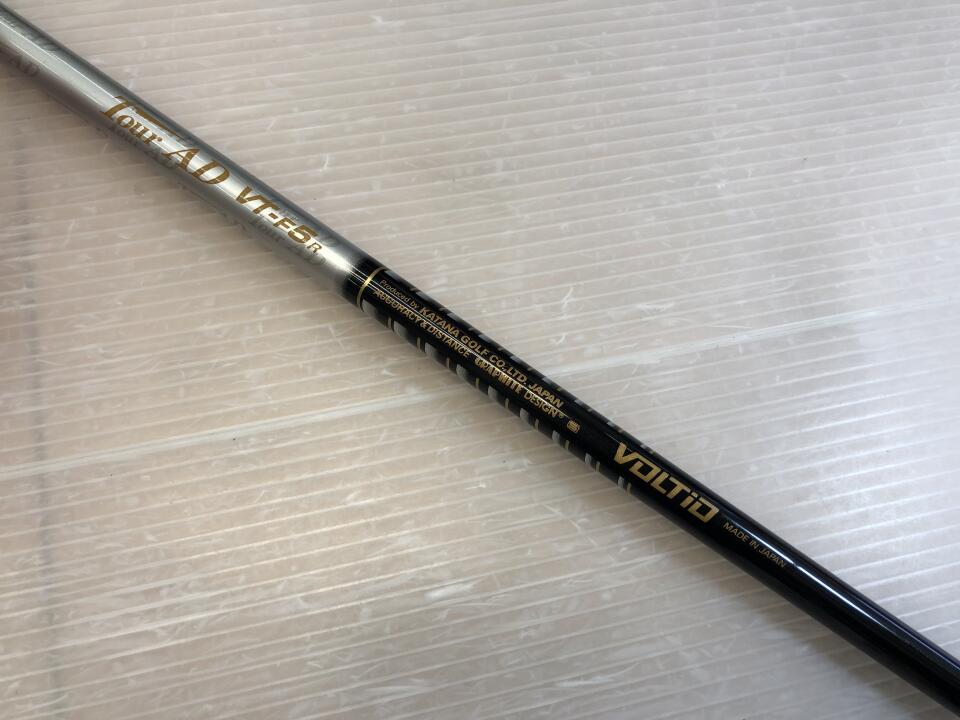 Tour AD VT-F5R
Produced by KATANA GOLF CO.,LTD. JAPAN
ACCURACY & DISTANCE GRAPHITE DESIGN®
VOLTiO
MADE IN JAPAN